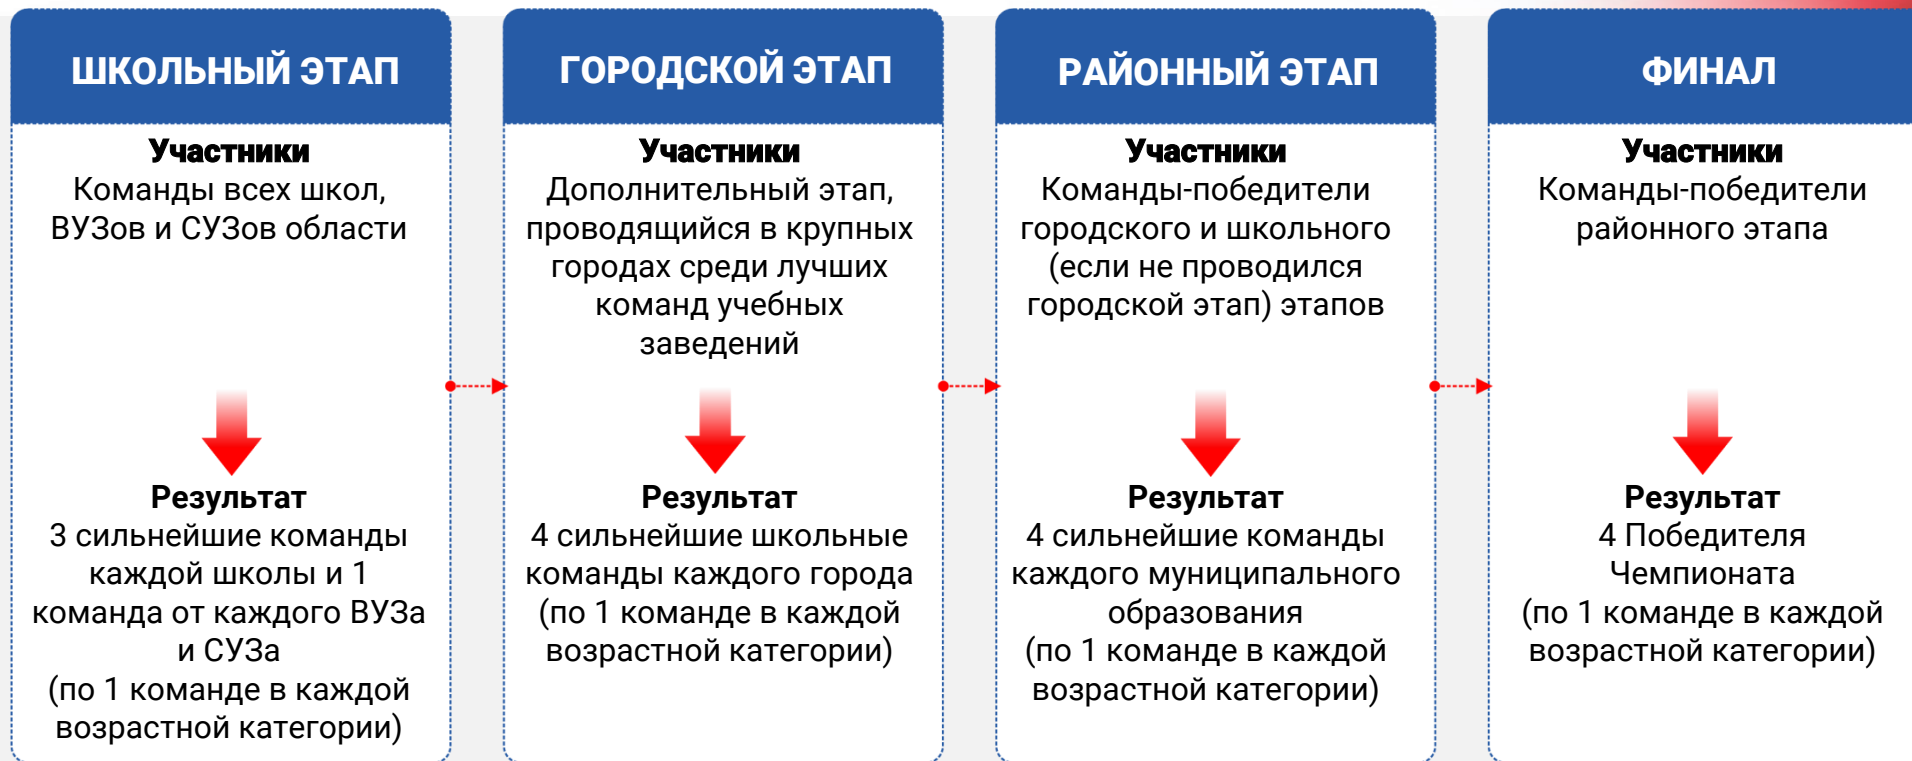 ШКОЛЬНЫЙ ЭТАП
Участники
Команды всех школ,
ВУЗов и СУЗов области
Результат
3 сильнейшие команды
каждой школы и 1
команда от каждого ВУЗа
и СУЗа
(по 1 команде в каждой
возрастной категории)
ГОРОДСКОЙ ЭТАП
Участники
Дополнительный этап,
проводящийся в крупных
городах среди лучших
команд учебных
заведений
Результат
4 сильнейшие школьные
команды каждого города
(по 1 команде в каждой
возрастной категории)
РАЙОННЫЙ ЭТАП
Участники
Команды-победители
городского и школьного
(если не проводился
городской этап) этапов
Результат
4 сильнейшие команды
каждого муниципального
образования
(по 1 команде в каждой
возрастной категории)
ФИНАЛ
Участники
Команды-победители
районного этапа
Результат
4 Победителя
Чемпионата
(по 1 команде в каждой
возрастной категории)